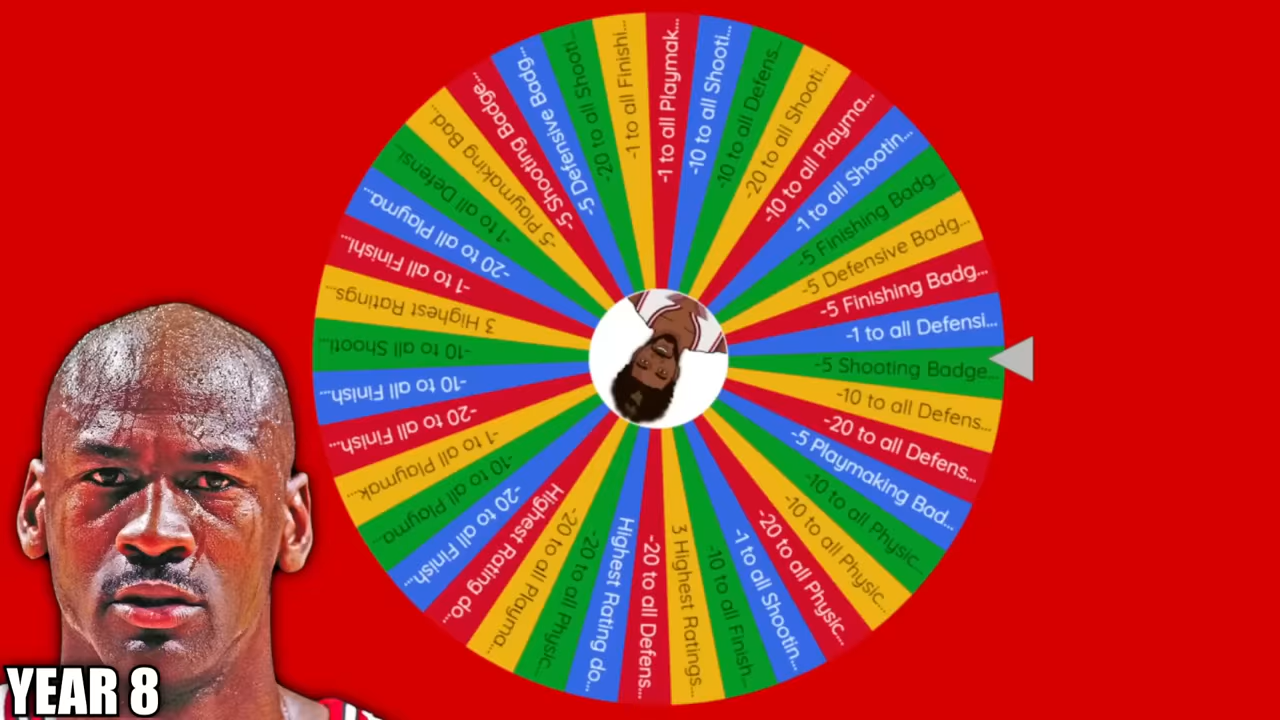 -1 to all Playmak...
-10 to all Shooti...
-10 to all Defens...
-20 to all Shooti...
-10 to all Playma...
-1 to all Shootin...
-5 Finishing Badg...
-5 Defensive Badg...
-5 Finishing Badg...
-1 to all Defensi...
-5 Shooting Badge...
-10 to all Defens...
-20 to all Defens...
-5 Playmaking Bad...
-10 to all Physic...
-10 to all Physic...
-20 to all Physic...
-1 to all Shootin...
-10 to all Finish...
3 Highest Ratings...
-20 to all Defens...
Highest Rating do...
-20 to all Physic...
-20 to all Playma...
Highest Rating do...
-20 to all Finish...
-10 to all Playma...
-1 to all Playmak...
-20 to all Finish...
-10 to all Finish...
-10 to all Shooti...
3 Highest Ratings...
-1 to all Finishi...
-20 to all Playma...
-1 to all Defensi...
-5 Playmaking Bad...
-5 Shooting Badge...
-5 Defensive Badg...
-20 to all Shooti...
-1 to all Finishi...
YEAR 8